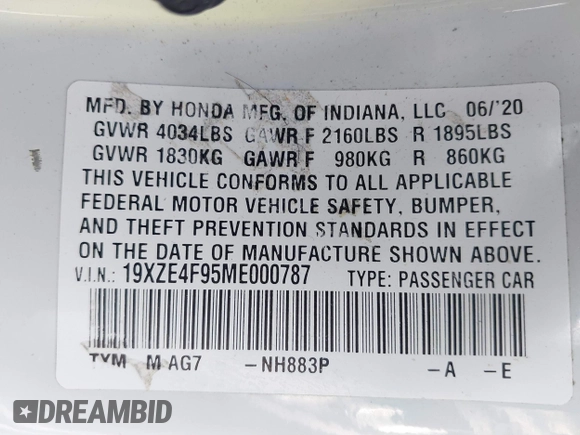 MFD. BY HONDA MFG. OF INDIANA, LLC 06/'20
GVWR 4034LBS GAWR F 2160LBS R 1895LBS
GVWR 1830KG GAWR F 980KG R 860KG
THIS VEHICLE CONFORMS TO ALL APPLICABLE
FEDERAL MOTOR VEHICLE SAFETY, BUMPER,
AND THEFT PREVENTION STANDARDS IN EFFECT
ON THE DATE OF MANUFACTURE SHOWN ABOVE.
V.I.N.: 19XZE4F95ME000787 TYPE: PASSENGER CAR
TXM M AG7 -NH883P -A -E
DREAMBID